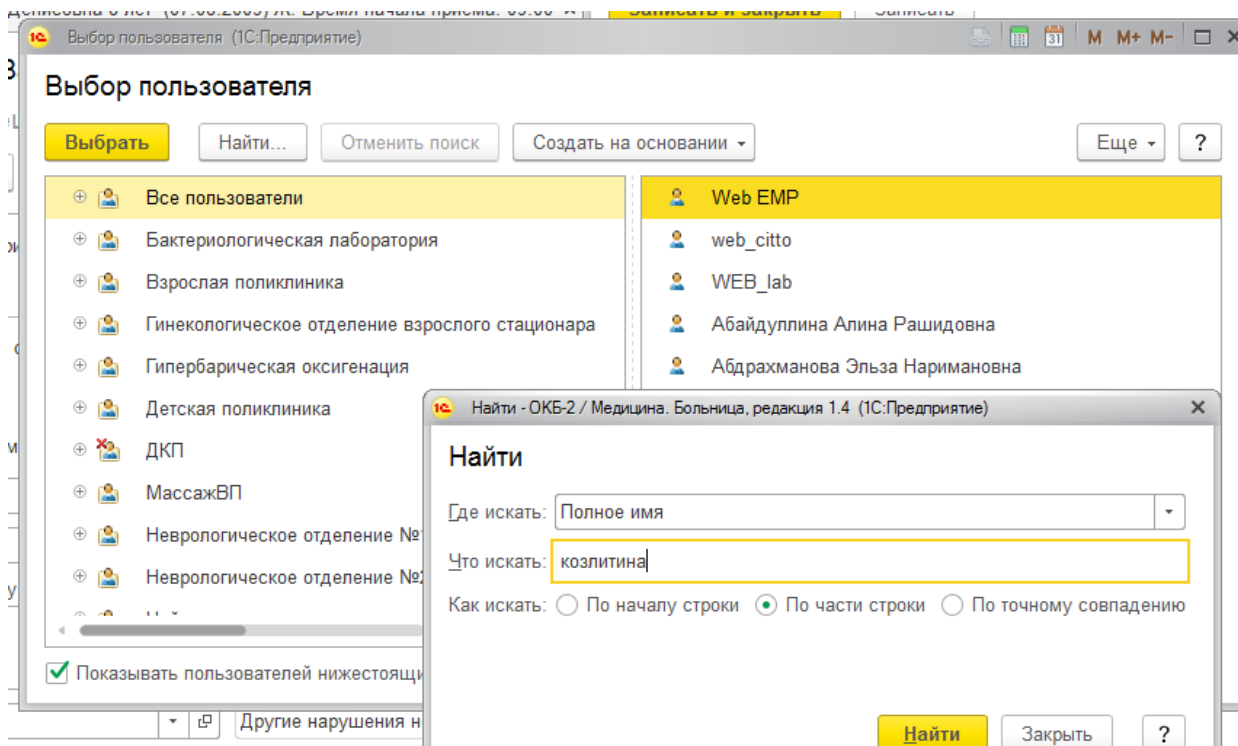 Выбор пользователя (1С:Предприятие)
M M+ M-
Выбор пользователя
Выбрать Найти... Отменить поиск Создать на основании Еще ?
Все пользователи
Бактериологическая лаборатория
Взрослая поликлиника
Гинекологическое отделение взрослого стационара
Гипербарическая оксигенация
Детская поликлиника
ДКП
МассажВП
Неврологическое отделение
Неврологическое отделение
Web EMP
web_citto
WEB_lab
Абайдуллина Алина Рашидовна
Абдрахманова Эльза Наримановна
Показывать пользователей
Другие нарушения
Найти - ОКБ-2 / Медицина. Больница, редакция 1.4 (1С:Предприятие)
Найти
Где искать: Полное имя
Что искать: козлитина
Как искать: По началу строки По части строки По точному совпадению
Найти Закрыть ?